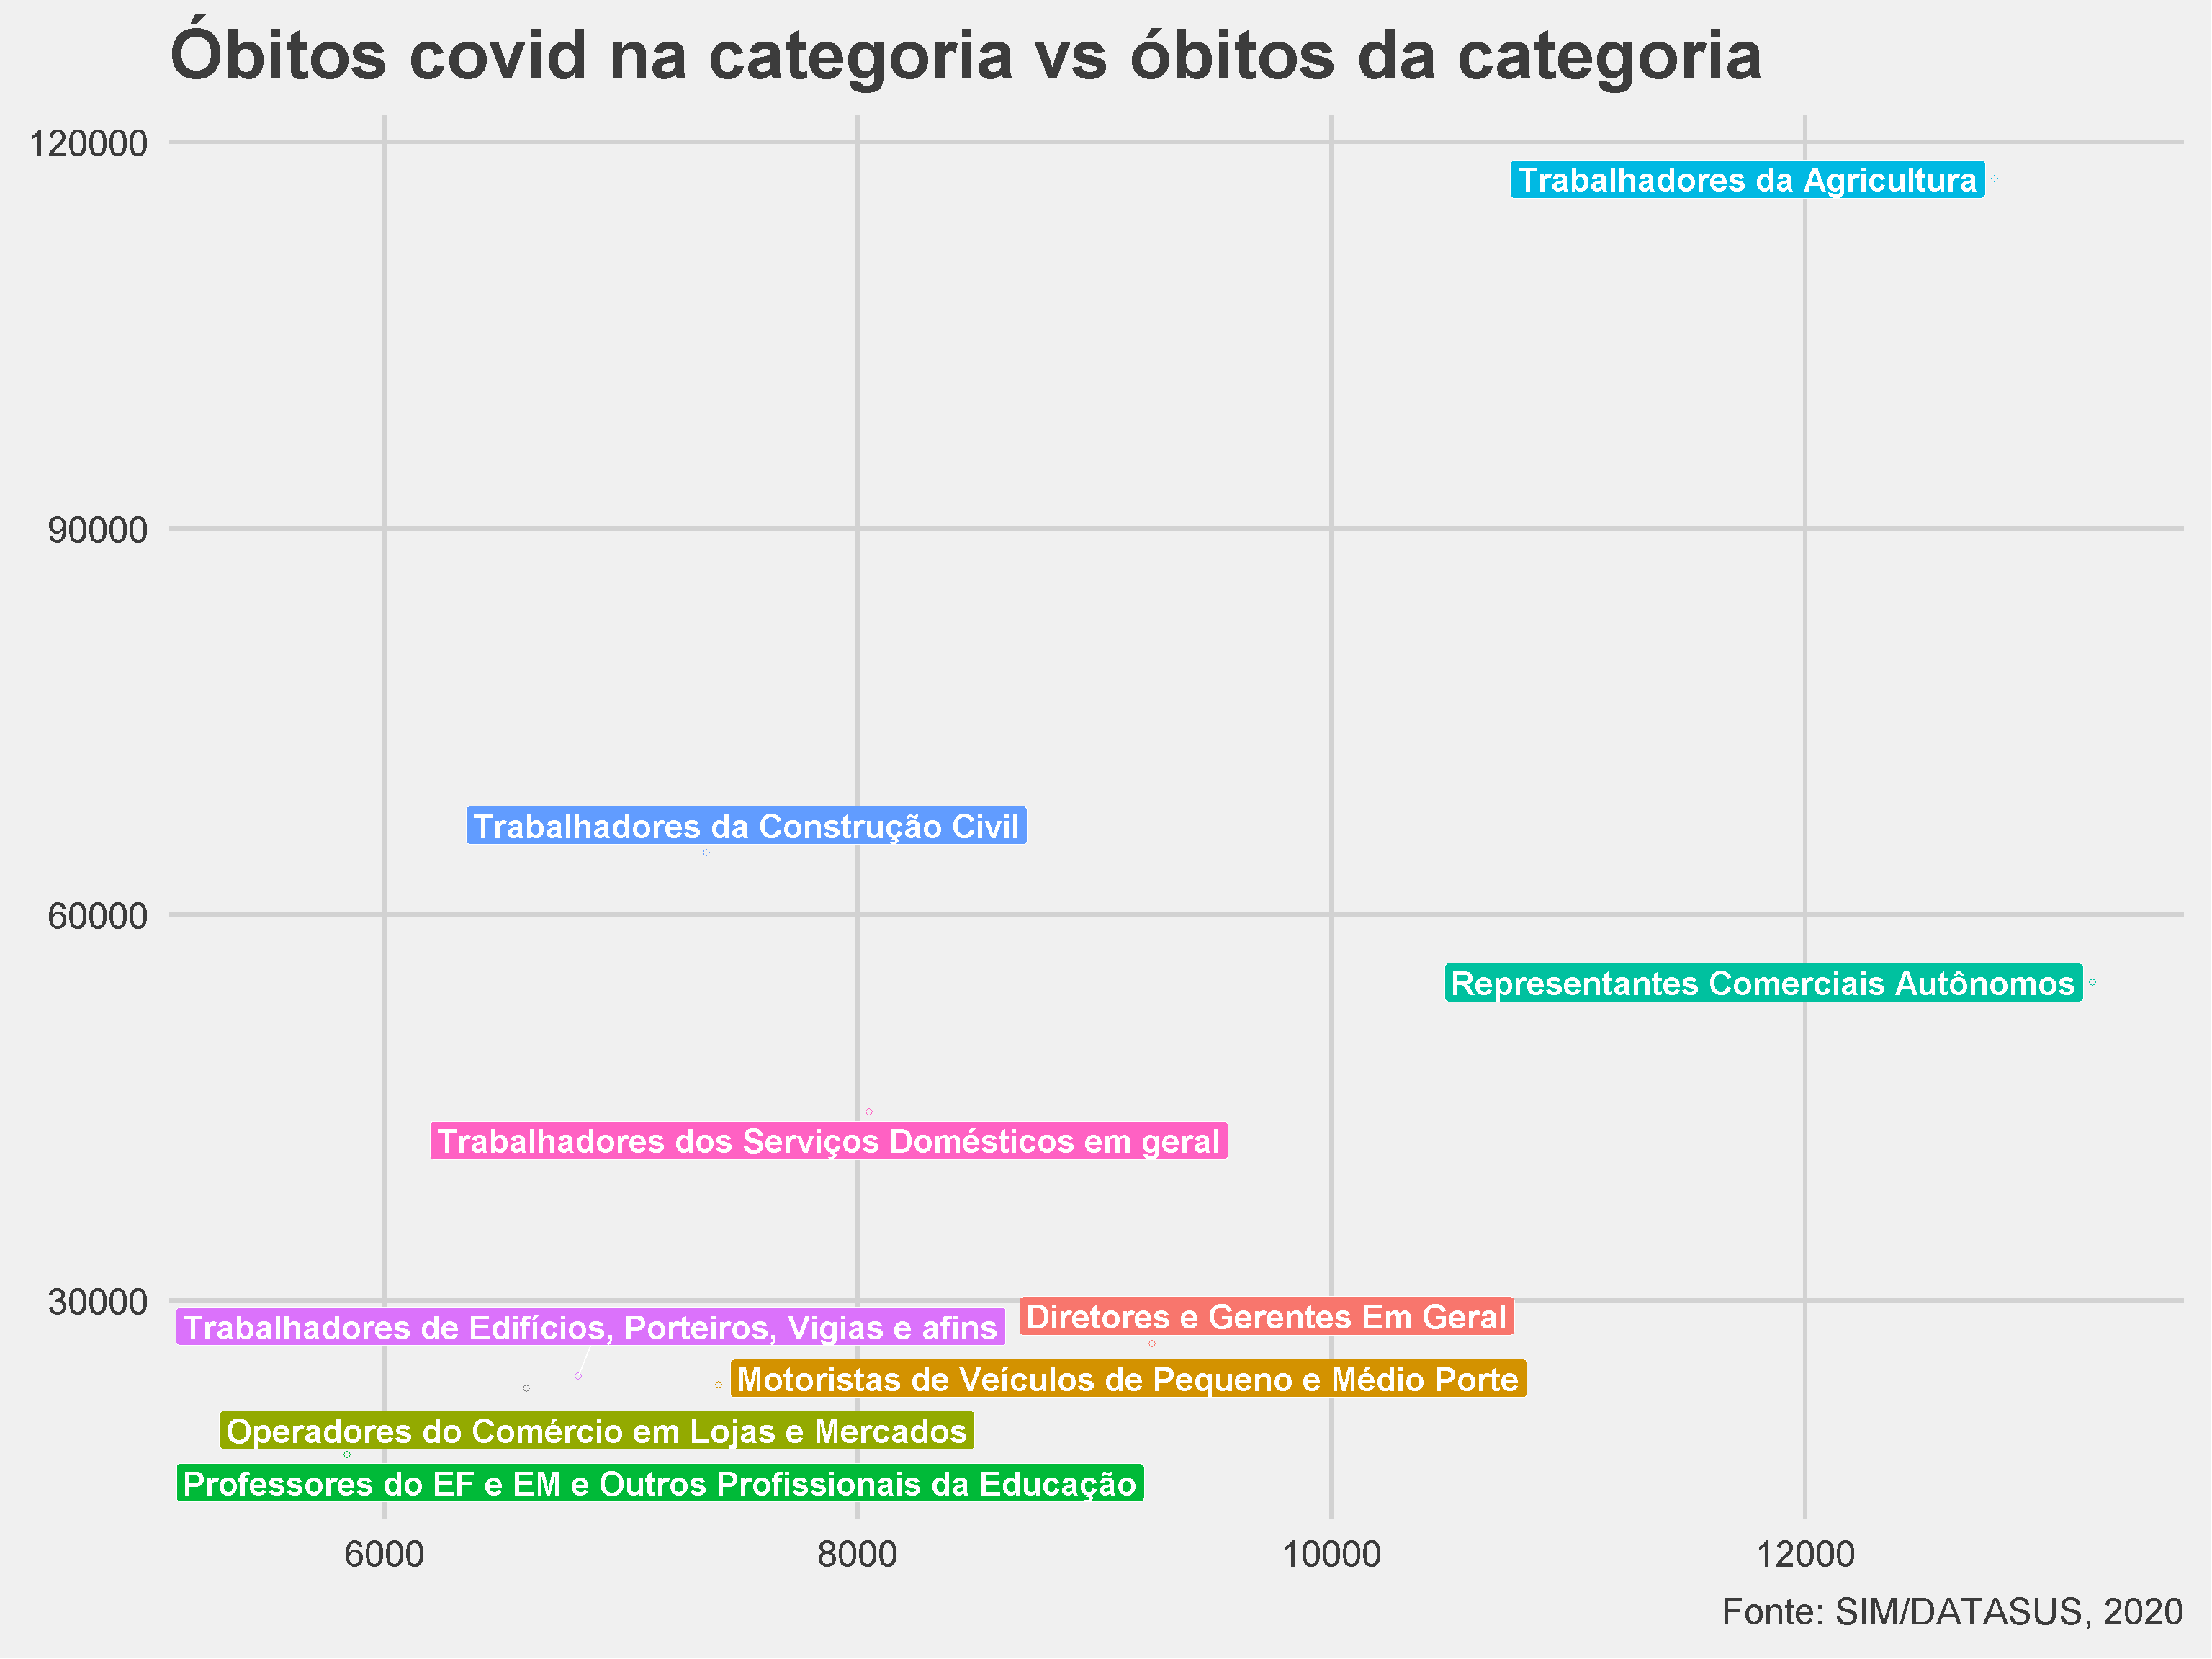 Óbitos covid na categoria vs óbitos da categoria
120000
Trabalhadores da Agricultura
90000
Trabalhadores da Construção Civil
60000
Representantes Comerciais Autônomos
Trabalhadores dos Serviços Domésticos em geral
30000
Diretores e Gerentes Em Geral
Trabalhadores de Edifícios, Porteiros, Vigias e afins
Motoristas de Veículos de Pequeno e Médio Porte
Operadores do Comércio em Lojas e Mercados
Professores do EF e EM e Outros Profissionais da Educação
6000 8000 10000 12000
Fonte: SIM/DATASUS, 2020